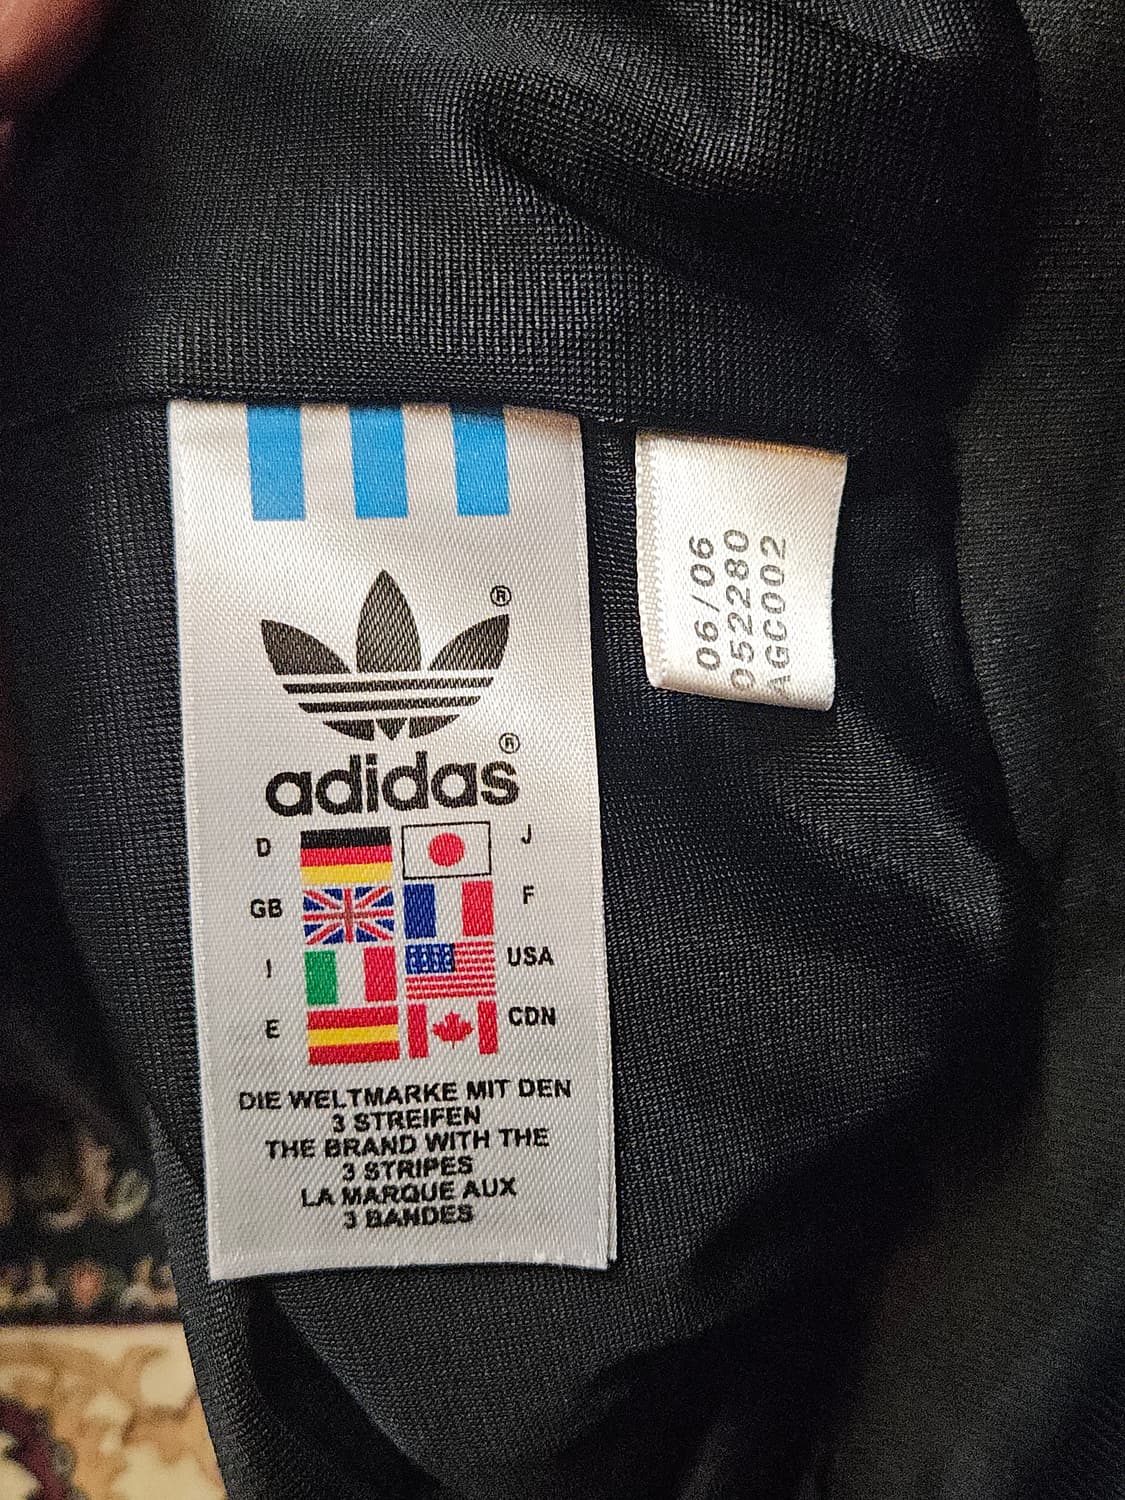 ®
adidas®
D J
GB F
I USA
E CDN
DIE WELTMARKE MIT DEN
3 STREIFEN
THE BRAND WITH THE
3 STRIPES
LA MARQUE AUX
3 BANDES
06/06
052280
AGC002